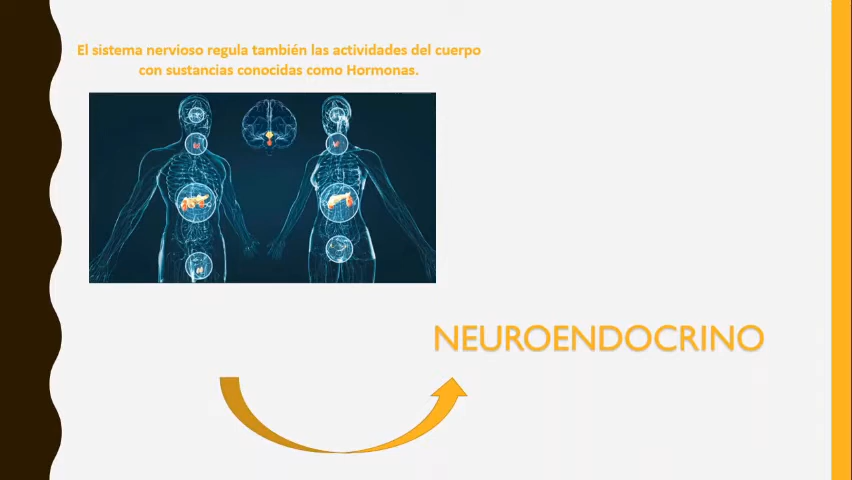 El sistema nervioso regula también las actividades del cuerpo
con sustancias conocidas como Hormonas.
NEUROENDOCRINO